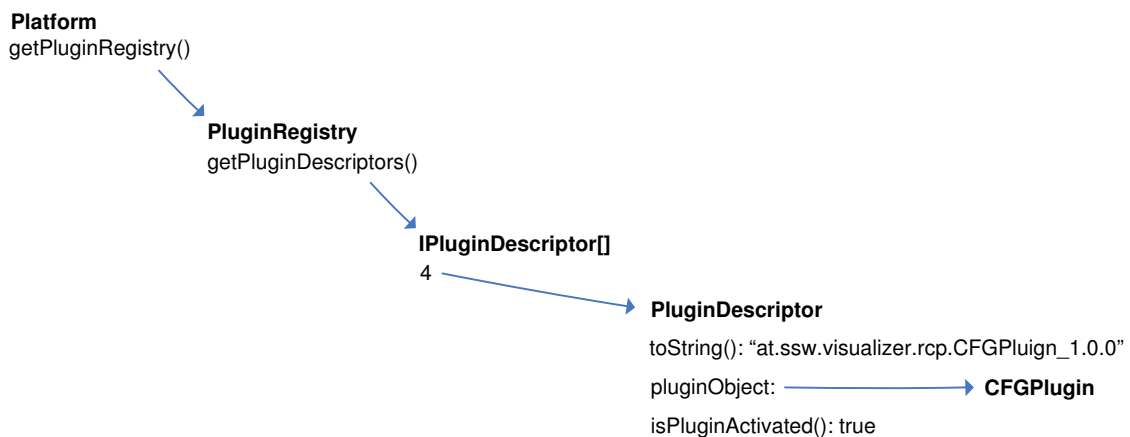 Platform
getPluginRegistry()
PluginRegistry
getPluginDescriptors()
IPluginDescriptor[]
4
PluginDescriptor
toString(): “at.ssw.visualizer.rcp.CFGPluign_1.0.0”
pluginObject: CFGPlugin
isPluginActivated(): true